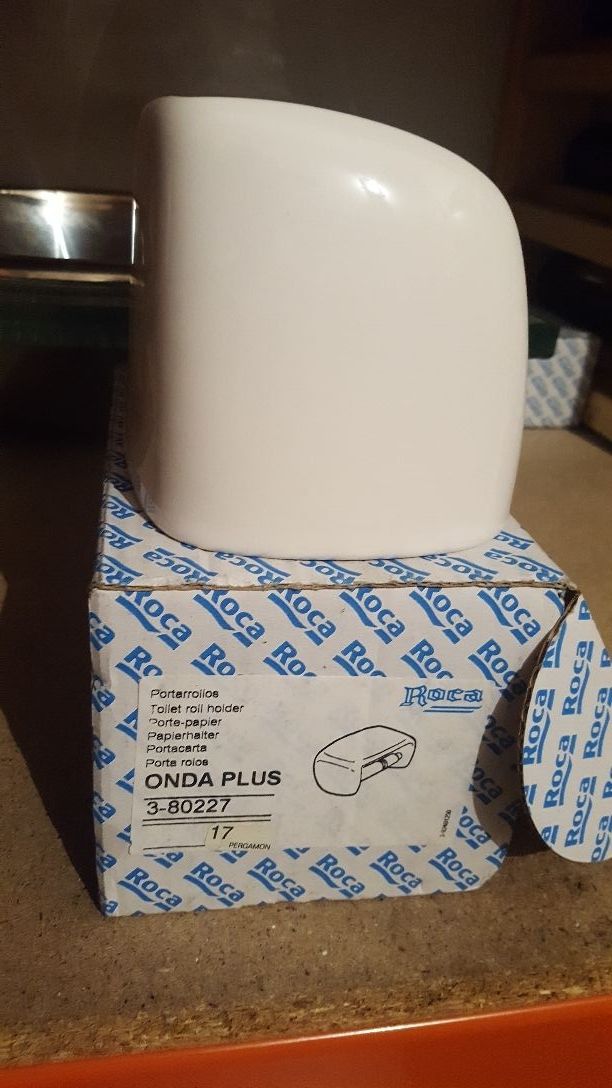 Roca
Portarrollos
Toilet roll holder
Porte-papier
Papierhalter
Portacarta
Porta rolos
ONDA PLUS
3-80227
17
PERGAMON
Roca